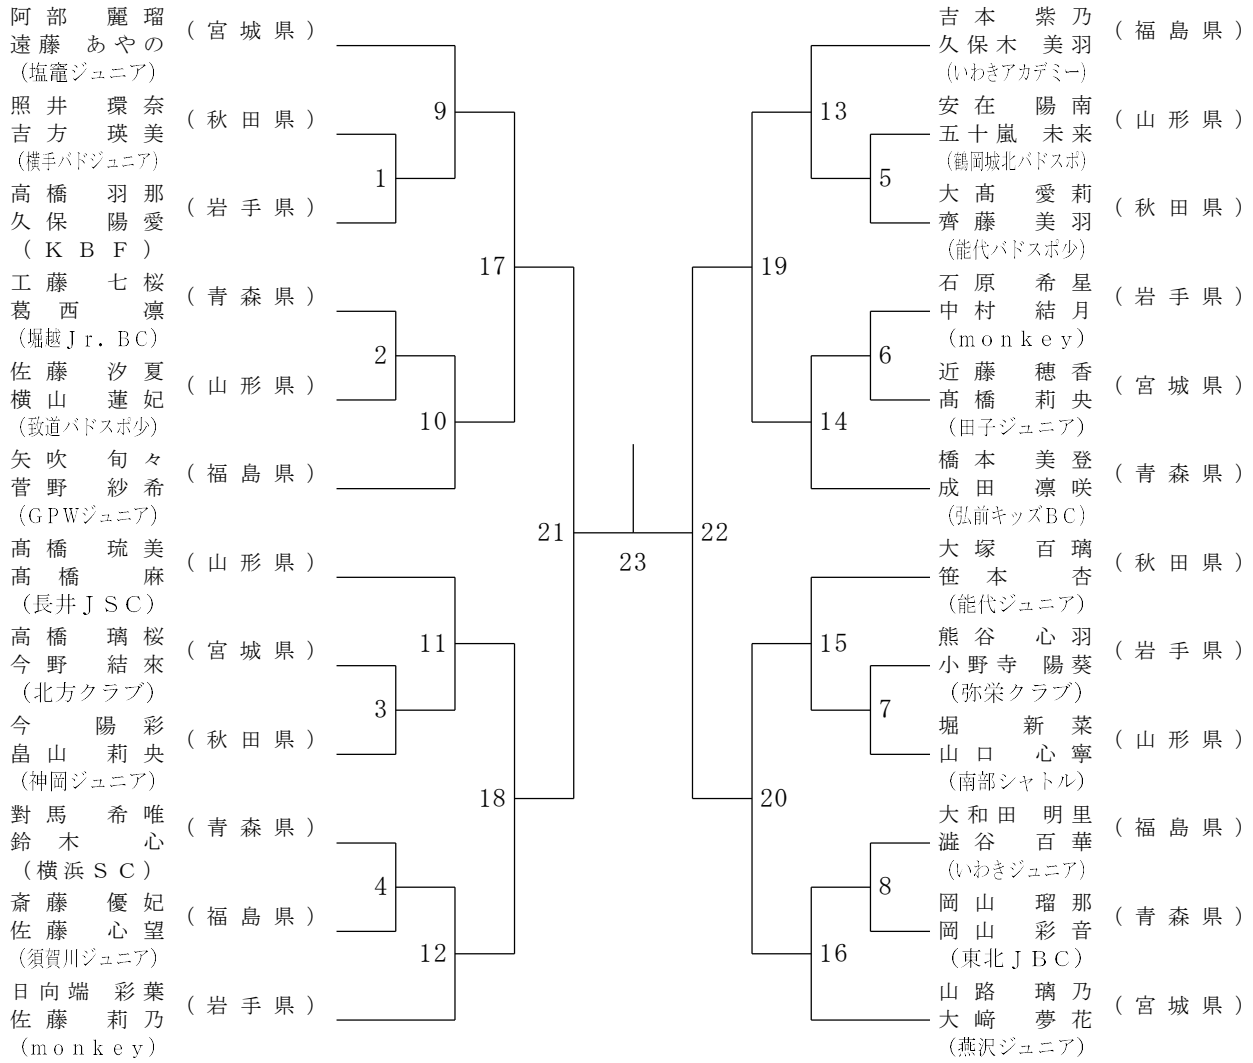 阿部 麗瑠
遠藤 あやの
(宮城県)
(塩竈ジュニア)
照井 環奈
吉方 瑛美
(秋田県)
(横手バドジュニア)
高橋 羽那
久保 陽愛
(岩手県)
(KBF)
工藤 七桜
葛西 凛
(青森県)
(堀越Jr.BC)
佐藤 汐夏
横山 蓮妃
(山形県)
(致道バドスポ少)
矢吹 旬々
菅野 紗希
(福島県)
(GPWジュニア)
髙橋 琉美
髙橋 麻
(山形県)
(長井JSC)
高橋 璃桜
今野 結來
(宮城県)
(北方クラブ)
今 陽彩
畠山 莉央
(秋田県)
(神岡ジュニア)
對馬 希唯
鈴木 心
(青森県)
(横浜SC)
斎藤 優妃
佐藤 心望
(福島県)
(須賀川ジュニア)
日向端 彩葉
佐藤 莉乃
(岩手県)
(monkey)
1
2
3
4
9
10
11
12
17
18
21
23
22
19
20
13
14
15
16
5
6
7
8
吉本 紫乃
久保木 美羽
(福島県)
(いわきアカデミー)
安在 陽南
五十嵐 未来
(山形県)
(鶴岡城北バドスポ)
大髙 愛莉
齊藤 美羽
(秋田県)
(能代バドスポ少)
石原 希星
中村 結月
(岩手県)
(monkey)
近藤 穂香
髙橋 莉央
(宮城県)
(田子ジュニア)
橋本 美登
成田 凛咲
(青森県)
(弘前キッズBC)
大塚 百璃
笹本 杏
(秋田県)
(能代ジュニア)
熊谷 心羽
小野寺 陽葵
(岩手県)
(弥栄クラブ)
堀 新菜
山口 心寧
(山形県)
(南部シャトル)
大和田 明里
澁谷 百華
(福島県)
(いわきジュニア)
岡山 瑠那
岡山 彩音
(青森県)
(東北JBC)
山路 璃乃
大﨑 夢花
(宮城県)
(燕沢ジュニア)